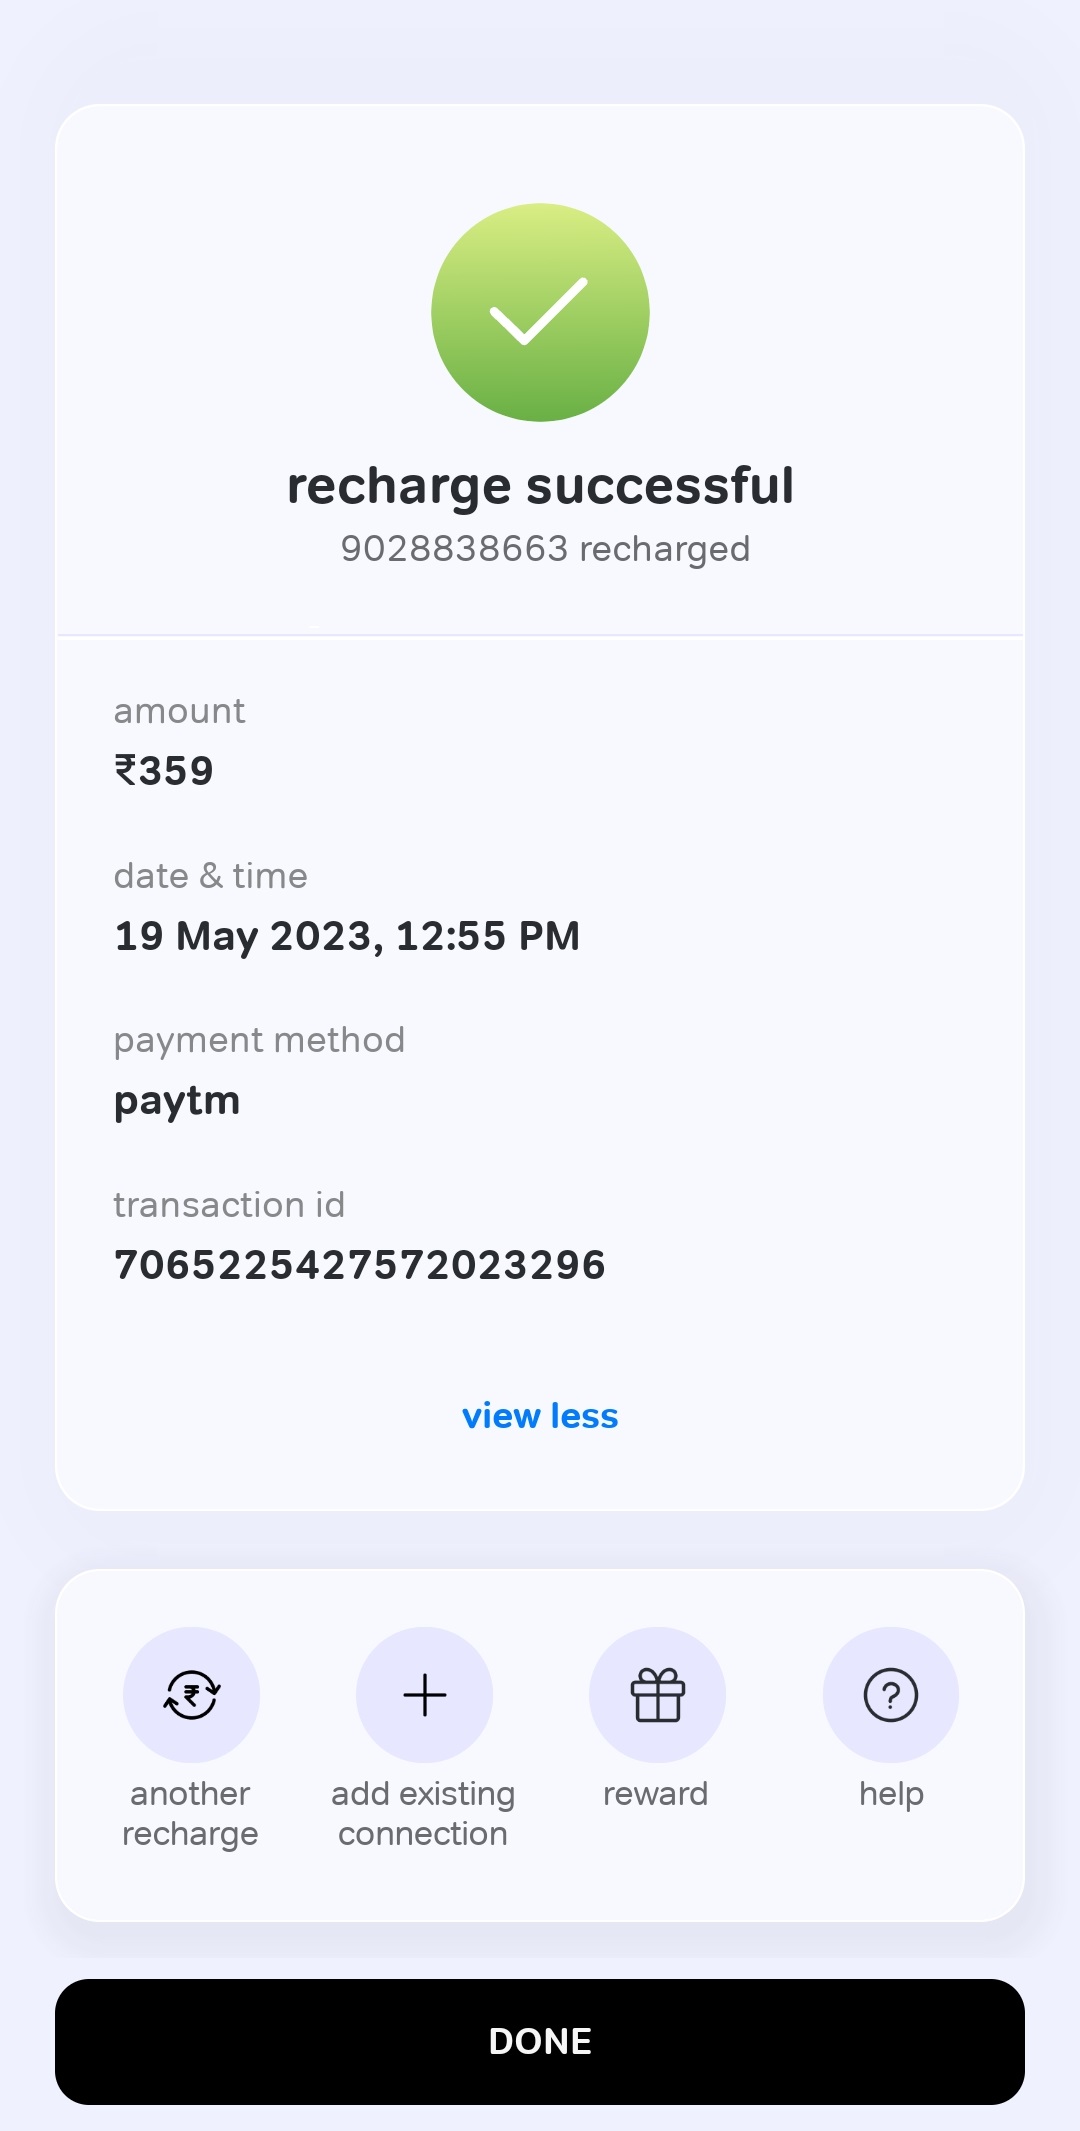 recharge successful
9028838663 recharged
amount
₹359
date & time
19 May 2023, 12:55 PM
payment method
paytm
transaction id
7065225427572023296
view less
another
recharge
add existing
connection
reward
help
DONE